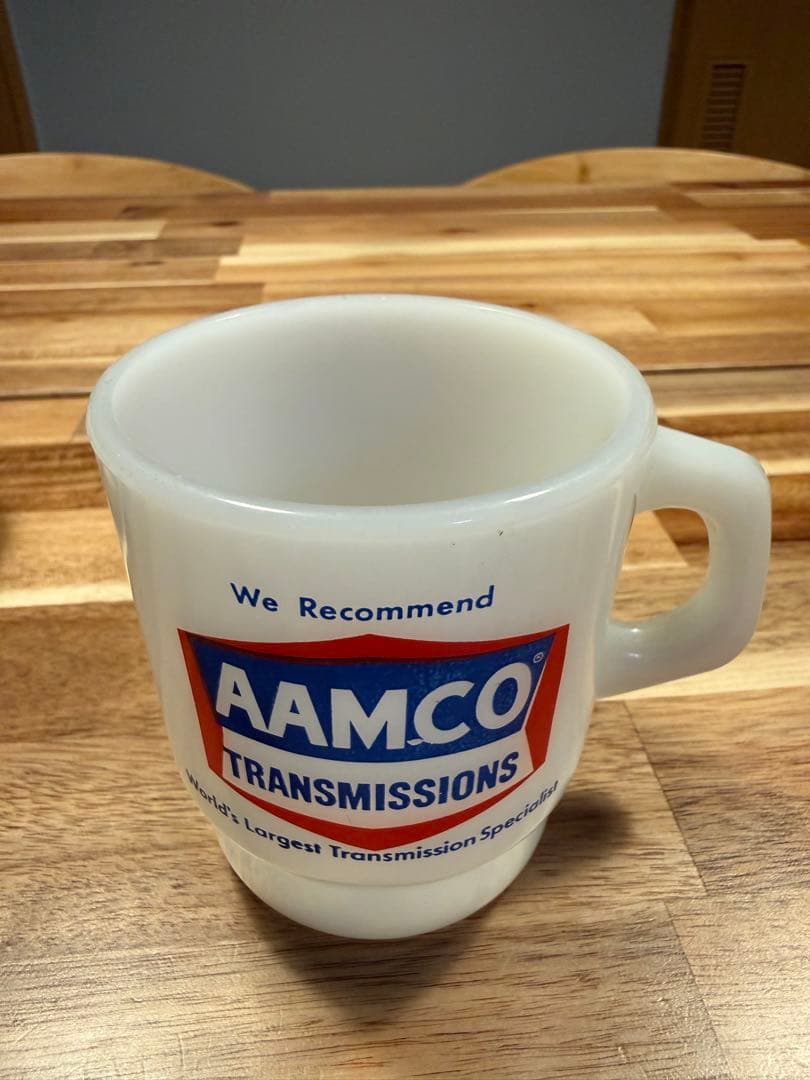 We Recommend
AAMCO®
TRANSMISSIONS
World's Largest Transmission Specialist